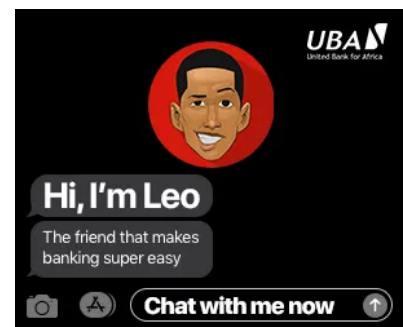 UBA
United Bank for Africa
Hi, I'm Leo
The friend that makes
banking super easy
Chat with me now